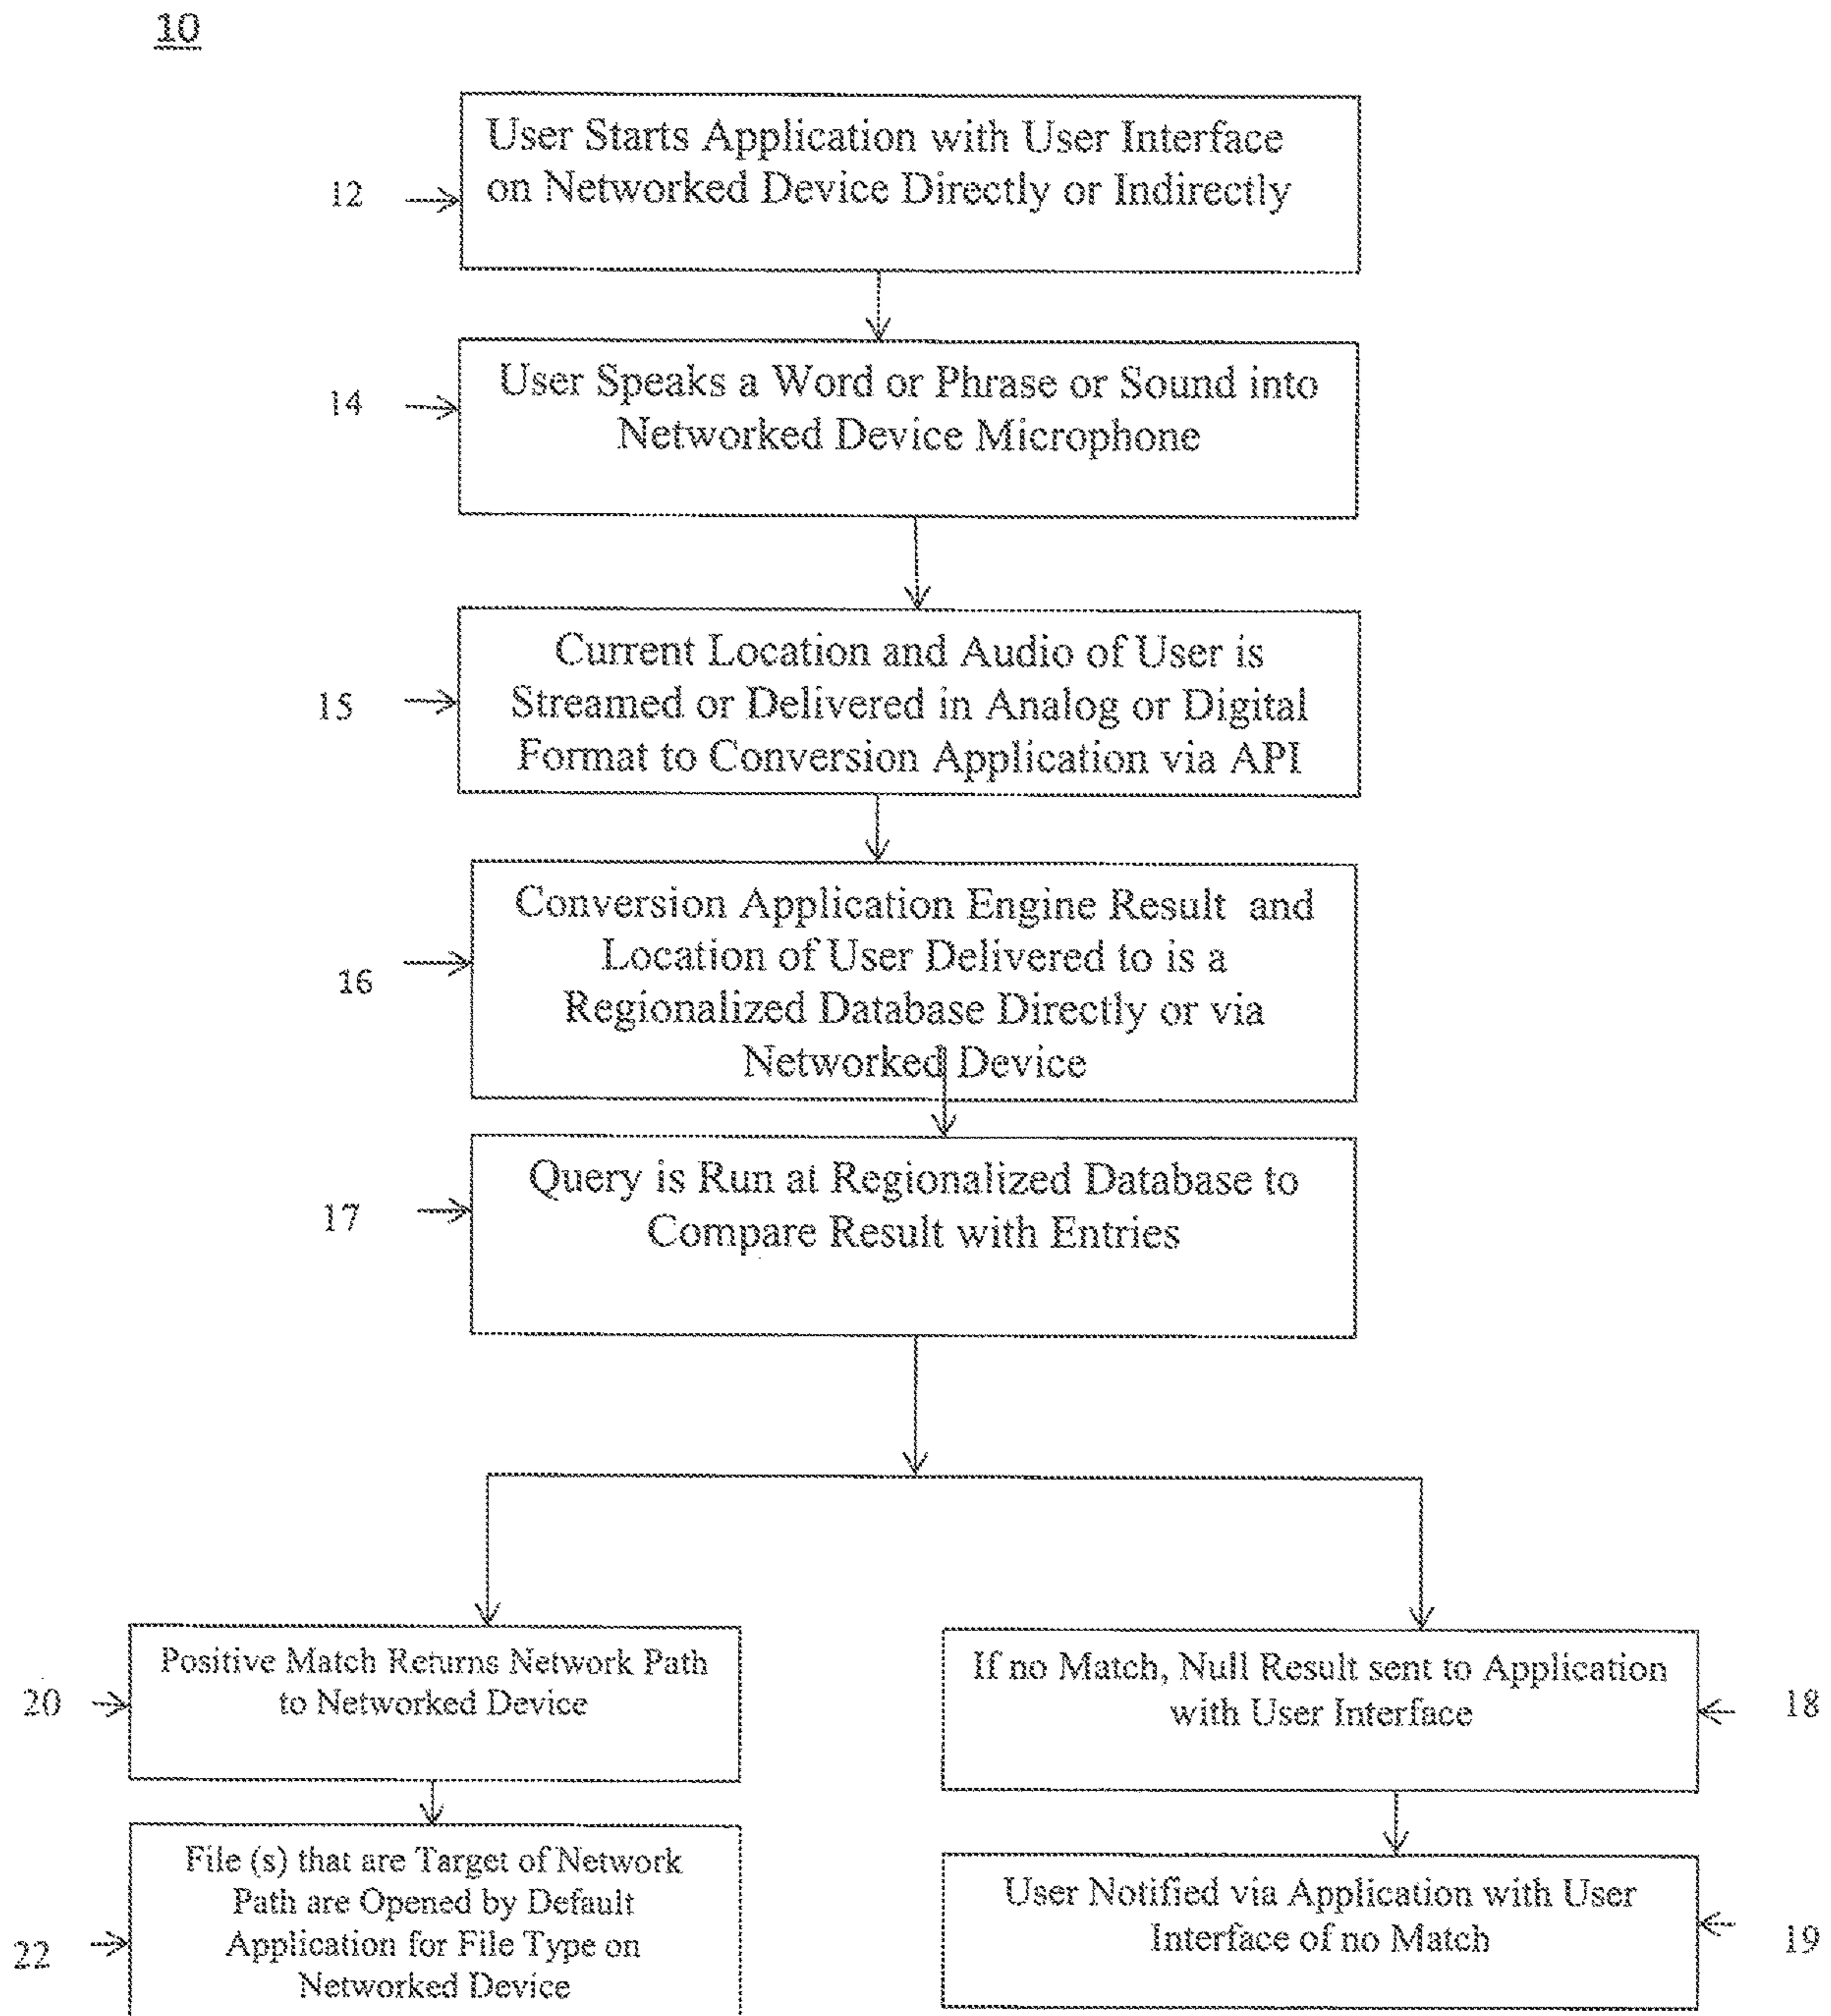 10
User Starts Application with User Interface
on Networked Device Directly or Indirectly
12
User Speaks a Word or Phrase or Sound into
Networked Device Microphone
14
Current Location and Audio of User is
Streamed or Delivered in Analog or Digital
Format to Conversion Application via API
15
Conversion Application Engine Result and
Location of User Delivered to is a
Regionalized Database Directly or via
Networked Device
16
Query is Run at Regionalized Database to
Compare Result with Entries
17
Positive Match Returns Network Path
to Networked Device
20
If no Match, Null Result sent to Application
with User Interface
18
File (s) that are Target of Network
Path are Opened by Default
Application for File Type on
Networked Device
22
User Notified via Application with User
Interface of no Match
19